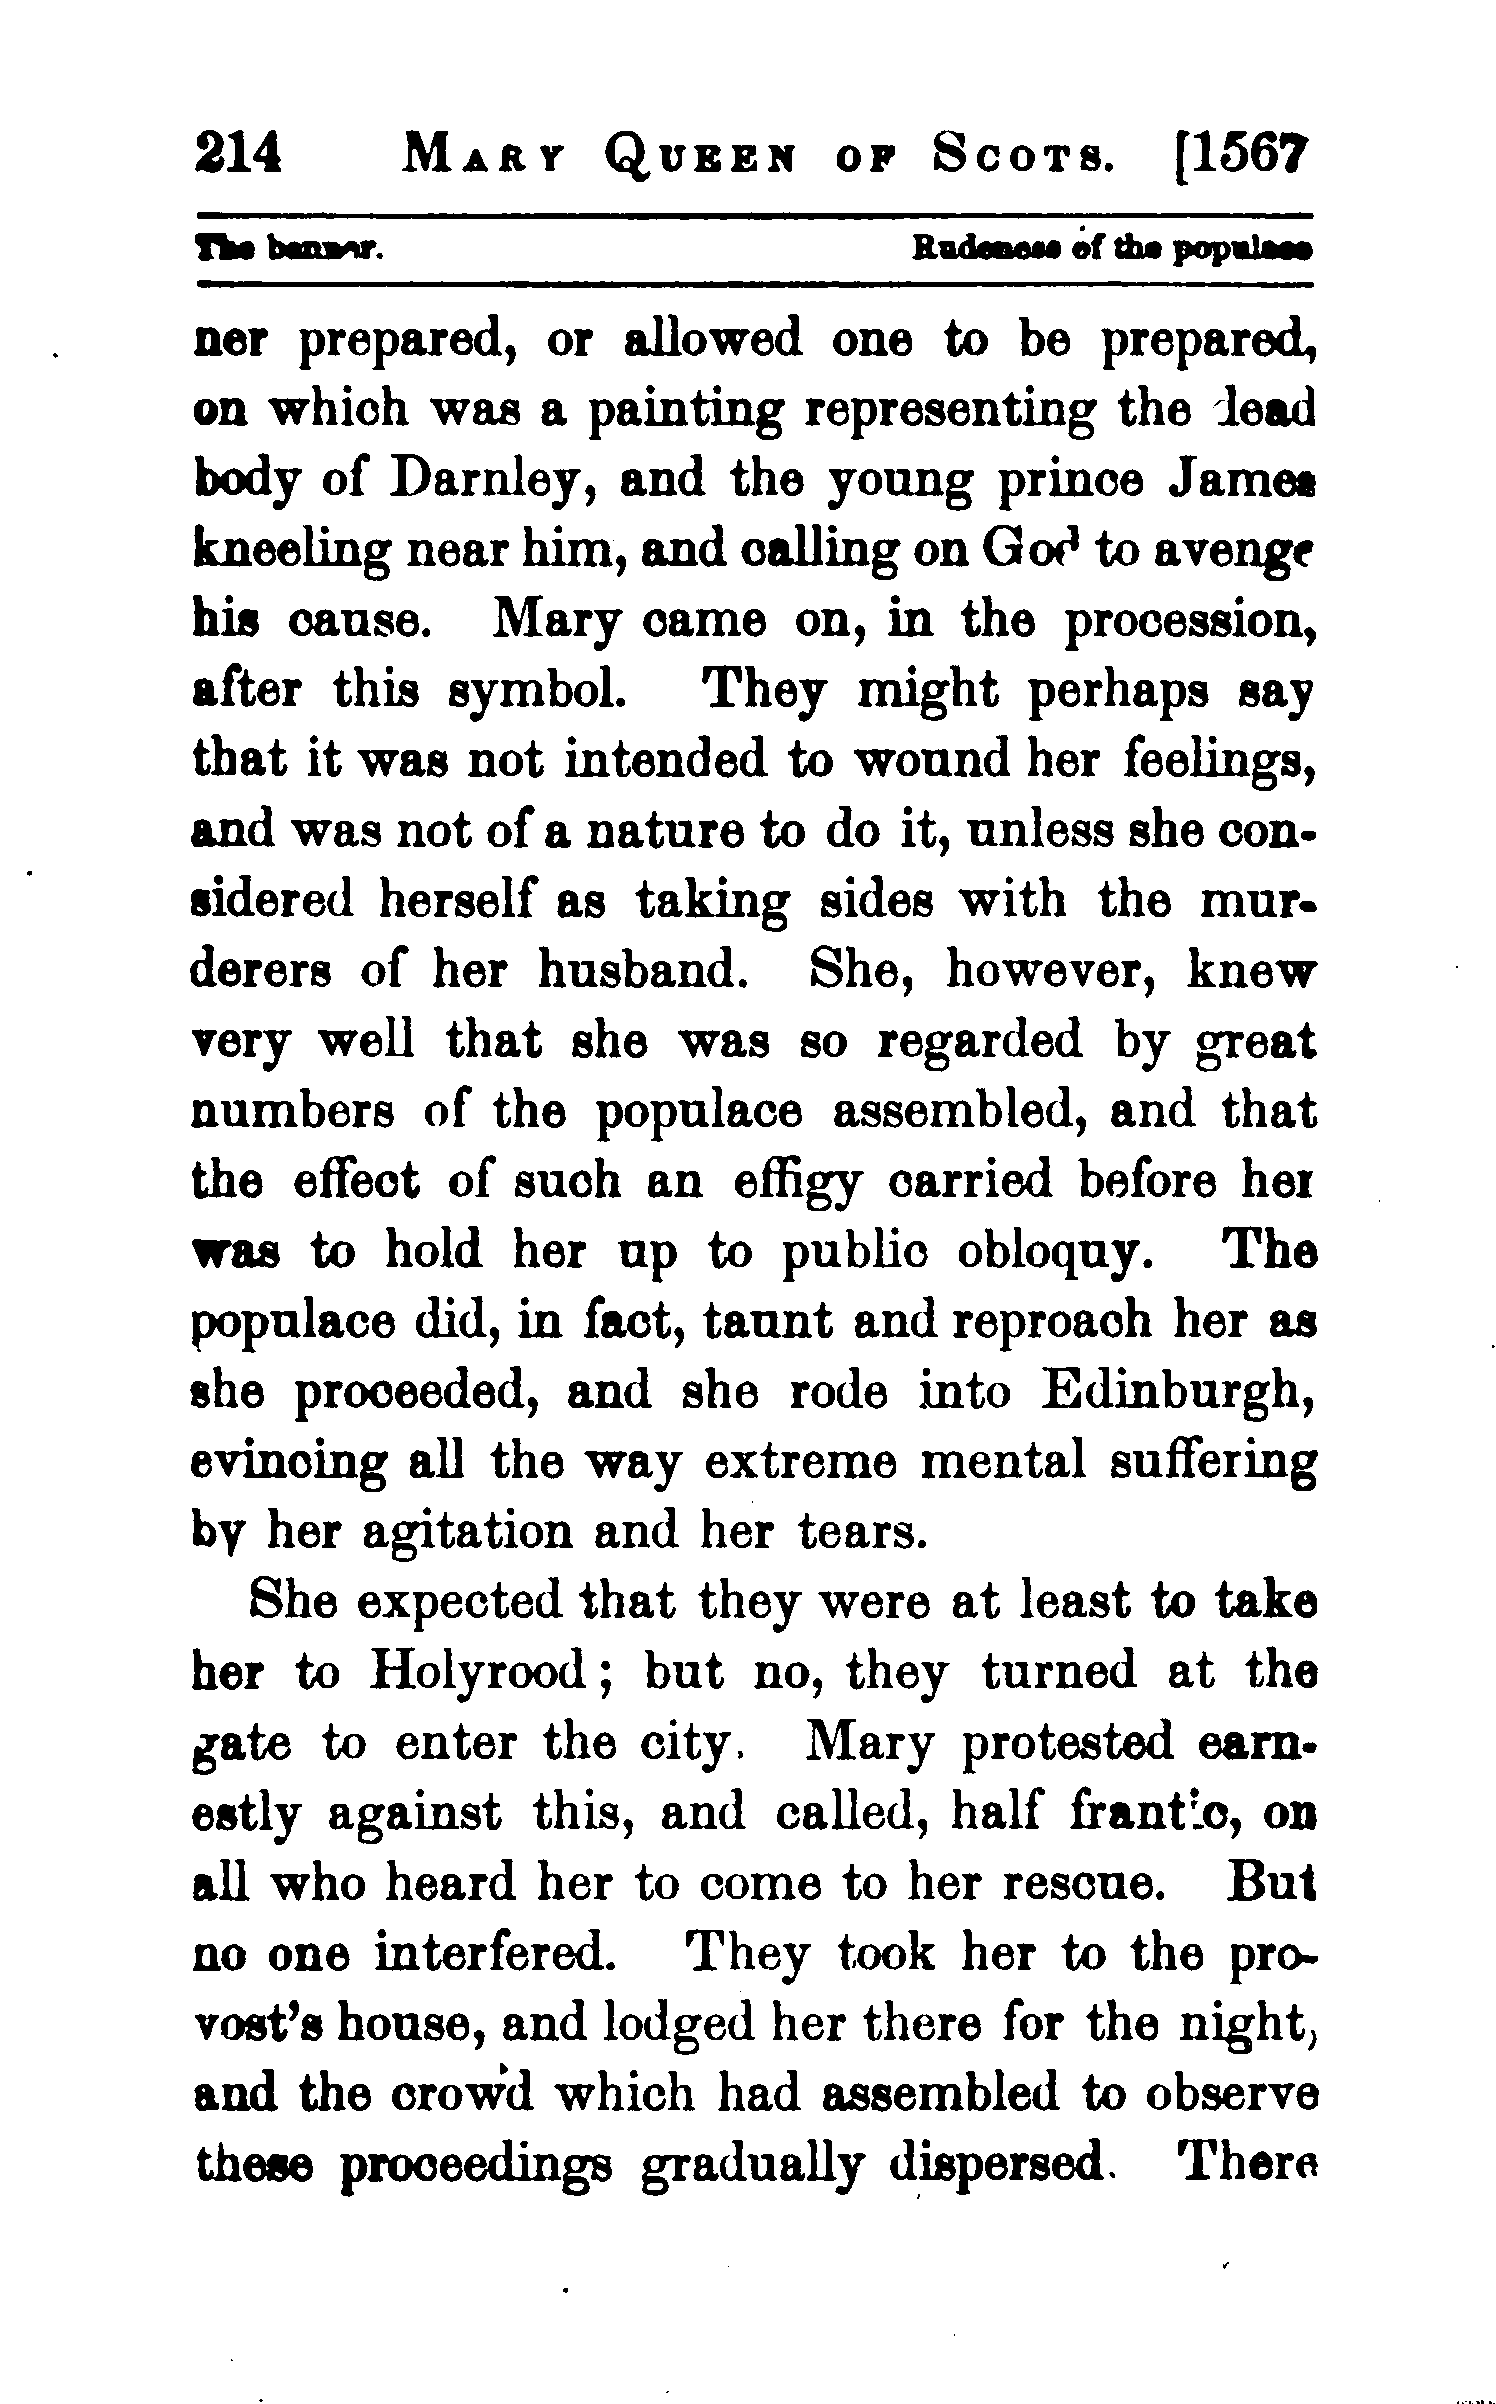 214 MARY QUEEN OF SCOTS. [1567
The banner. Rudeness of the populace
ner prepared, or allowed one to be prepared,
on which was a painting representing the dead
body of Darnley, and the young prince James
kneeling near him, and calling on God to avenge
his cause. Mary came on, in the procession,
after this symbol. They might perhaps say
that it was not intended to wound her feelings,
and was not of a nature to do it, unless she con-
sidered herself as taking sides with the mur-
derers of her husband. She, however, knew
very well that she was so regarded by great
numbers of the populace assembled, and that
the effect of such an effigy carried before her
was to hold her up to public obloquy. The
populace did, in fact, taunt and reproach her as
she proceeded, and she rode into Edinburgh,
evincing all the way extreme mental suffering
by her agitation and her tears.
She expected that they were at least to take
her to Holyrood; but no, they turned at the
gate to enter the city. Mary protested earn-
estly against this, and called, half frantic, on
all who heard her to come to her rescue. But
no one interfered. They took her to the pro-
vost's house, and lodged her there for the night,
and the crowd which had assembled to observe
these proceedings gradually dispersed. There